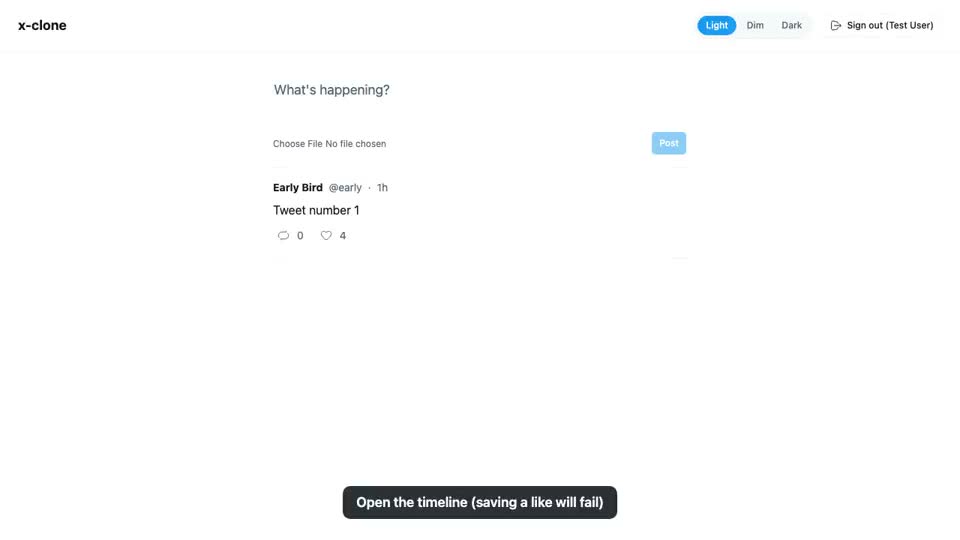 x-clone
Light Dim Dark Sign out (Test User)
What's happening?
Choose File No file chosen
Post
Early Bird @early · 1h
Tweet number 1
0 4
Open the timeline (saving a like will fail)